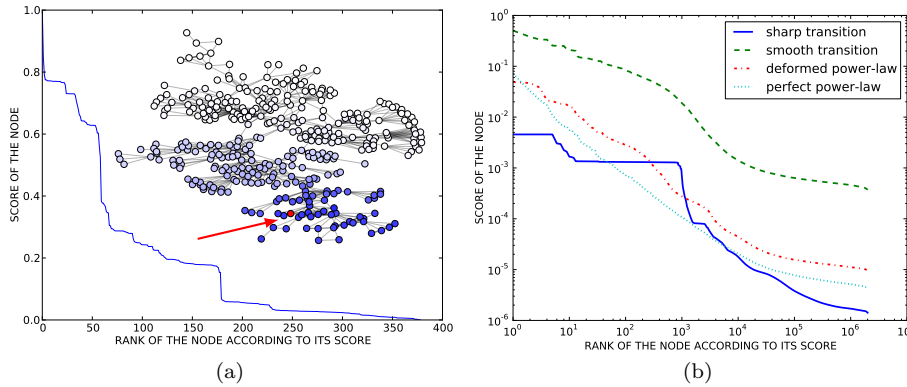 (a)
SCORE OF THE NODE
1.0
0.8
0.6
0.4
0.2
0.0
0 50 100 150 200 250 300 350 400
RANK OF THE NODE ACCORDING TO ITS SCORE
(b)
SCORE OF THE NODE
10^0
10^-1
10^-2
10^-3
10^-4
10^-5
10^-6
sharp transition
smooth transition
deformed power-law
perfect power-law
10^0 10^1 10^2 10^3 10^4 10^5 10^6 10^7
RANK OF THE NODE ACCORDING TO ITS SCORE
(a)
(b)